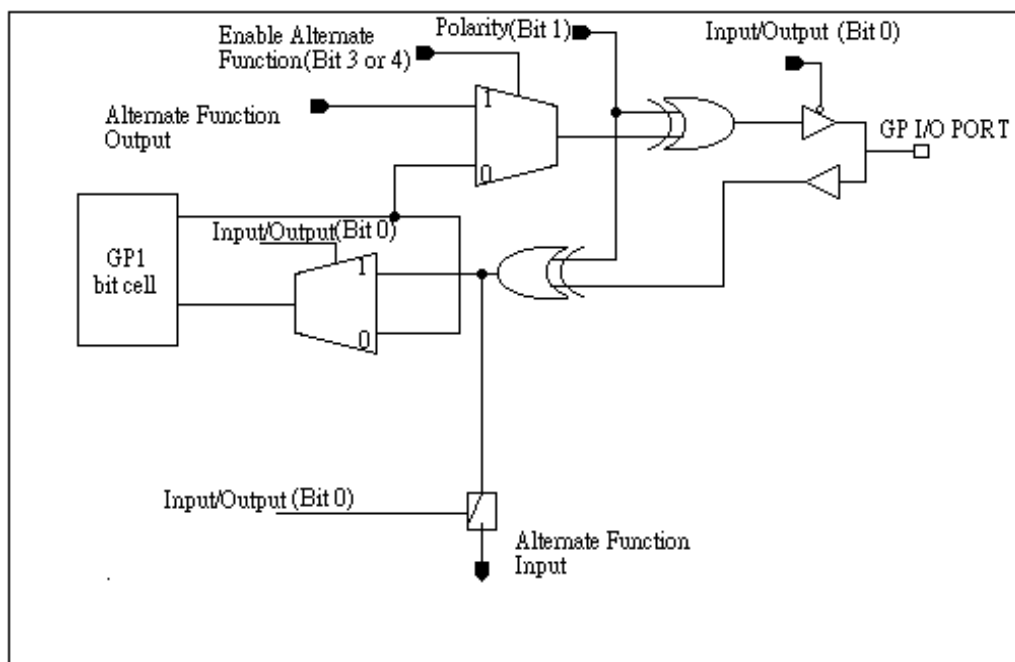 Enable Alternate
Function(Bit 3 or 4)
Polarity(Bit 1)
Input/Output (Bit 0)
Alternate Function
Output
1
0
GP I/O PORT
GP1
bit cell
Input/Output(Bit 0)
1
0
Input/Output (Bit 0)
Alternate Function
Input